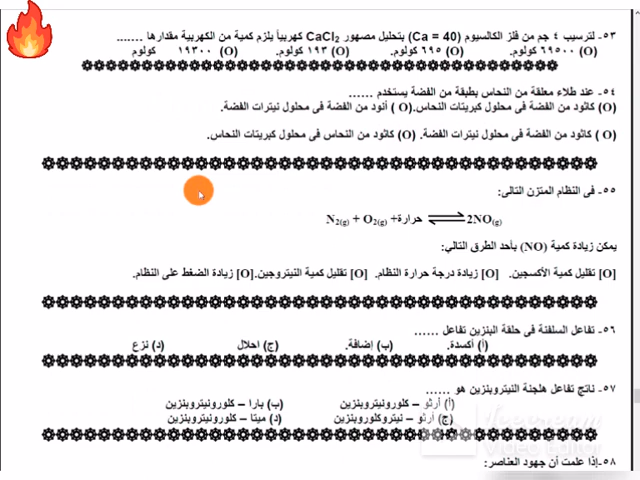 ٥٣- لترسيب ٤ جم من فلز الكالسيوم (Ca = 40) بتحليل مصهور CaCl2 كهربياً يلزم كمية من الكهربية مقدارها .......
(O) ٦٩٥٠٠ كولوم. (O) ٦٩٥ كولوم. (O) ١٩٣ كولوم. (O) ١٩٣٠٠ كولوم
٥٤- عند طلاء معلقة من النحاس بطبقة من الفضة يستخدم ......
(O) كاثود من الفضة فى محلول كبريتات النحاس. (O ) أنود من الفضة فى محلول نيترات الفضة.
(O ) كاثود من الفضة فى محلول نيترات الفضة. (O) كاثود من النحاس فى محلول كبريتات النحاس.
٥٥- فى النظام المتزن التالى:
N2(g) + O2(g) +حرارة ⇌ 2NO(g)
يمكن زيادة كمية (NO) بأحد الطرق التالي:
[O] تقليل كمية الأكسجين. [O] زيادة درجة حرارة النظام. [O] تقليل كمية النيتروجين. [O] زيادة الضغط على النظام.
٥٦- تفاعل السلفنة فى حلقة البنزين تفاعل ......
(أ) أكسدة. (ب) إضافة. (ج) احلال (د) نزع
٥٧- ناتج تفاعل هلجنة النيتروبنزين هو ......
(أ) أرثو – كلورونيتروبنزين (ب) بارا – كلورونيتروبنزين
(ج) أرثو – نيتروكلوروبنزين (د) ميتا – كلورونيتروبنزين
٥٨-إذا علمت أن جهود العناصر: